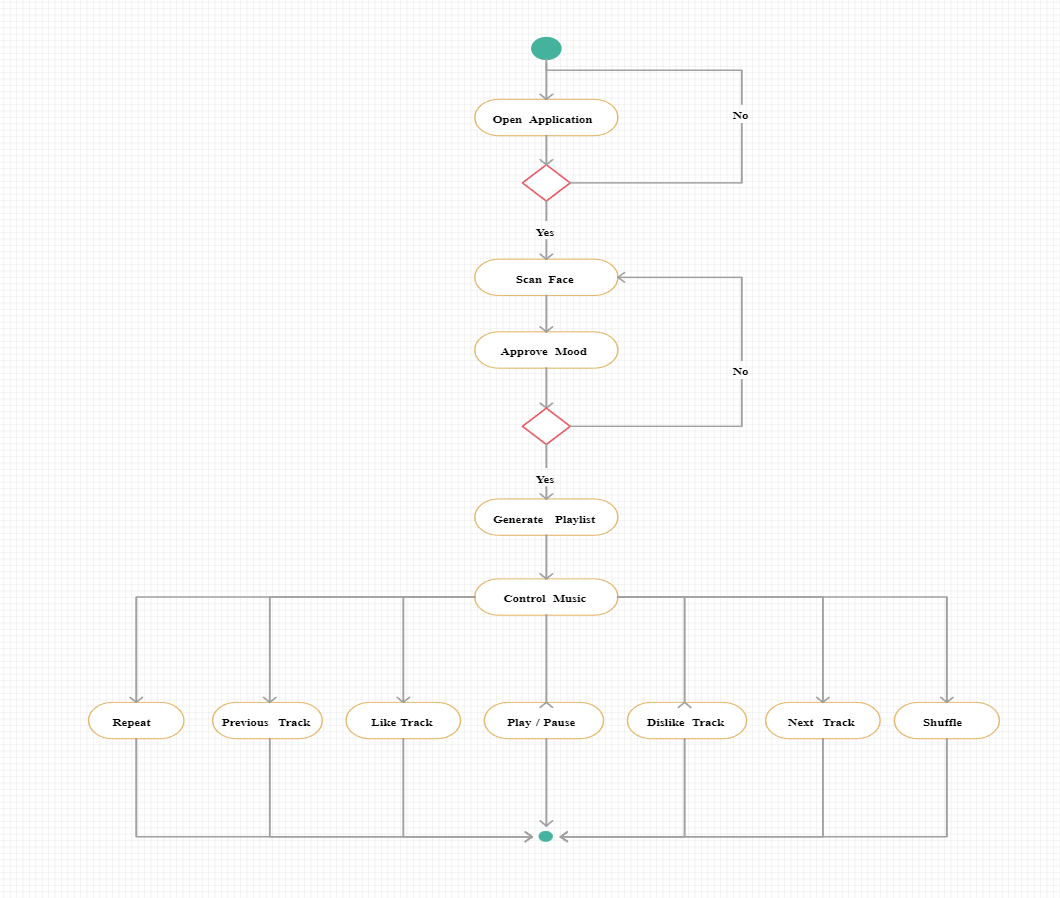 Open Application
No
Yes
Scan Face
Approve Mood
No
Yes
Generate Playlist
Control Music
Repeat
Previous Track
Like Track
Play / Pause
Dislike Track
Next Track
Shuffle